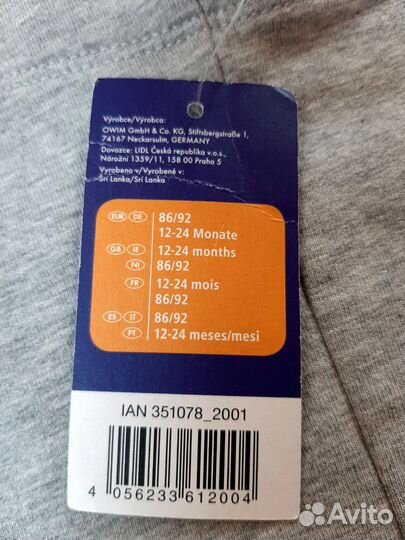 Výrobce/Výrobca:
OWIM GmbH & Co. KG, Stiftsbergstraße 1,
74167 Neckarsulm, GERMANY
Dovozce: LIDL Česká republika v.o.s.,
Nárožní 1359/11, 158 00 Praha 5
Vyrobeno v/Vyrobené v:
Srí Lanka/Srí Lanka
EUR DE 86/92
12-24 Monate
GB IE 12-24 months
NI 86/92
FR 12-24 mois
86/92
ES IT 86/92
PT 12-24 meses/mesi
IAN 351078_2001
4 056233 612004
Avito